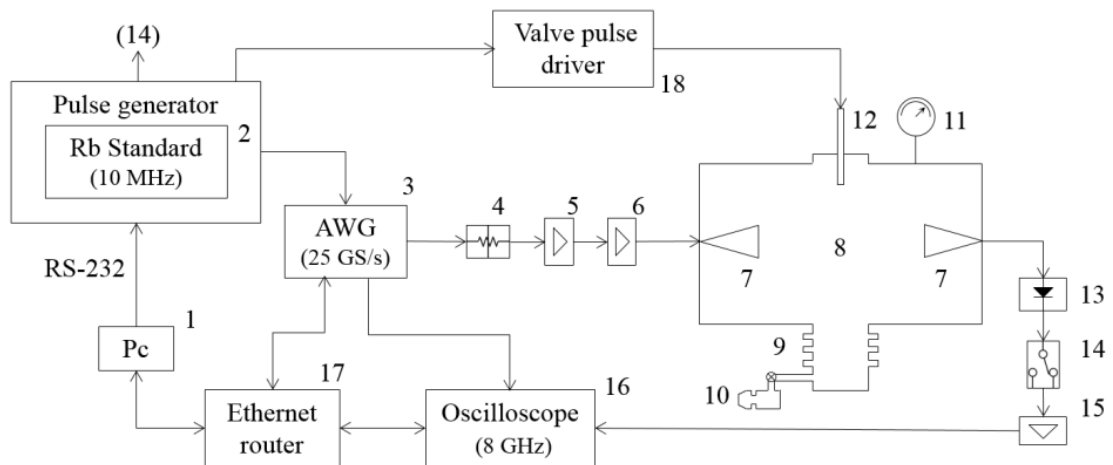 (14)
Valve pulse
driver
18
Pulse generator
2
Rb Standard
(10 MHz)
12
11
3
AWG
(25 GS/s)
4
5
6
7
8
7
RS-232
13
1
Pc
9
14
10
17
Ethernet
router
16
Oscilloscope
(8 GHz)
15